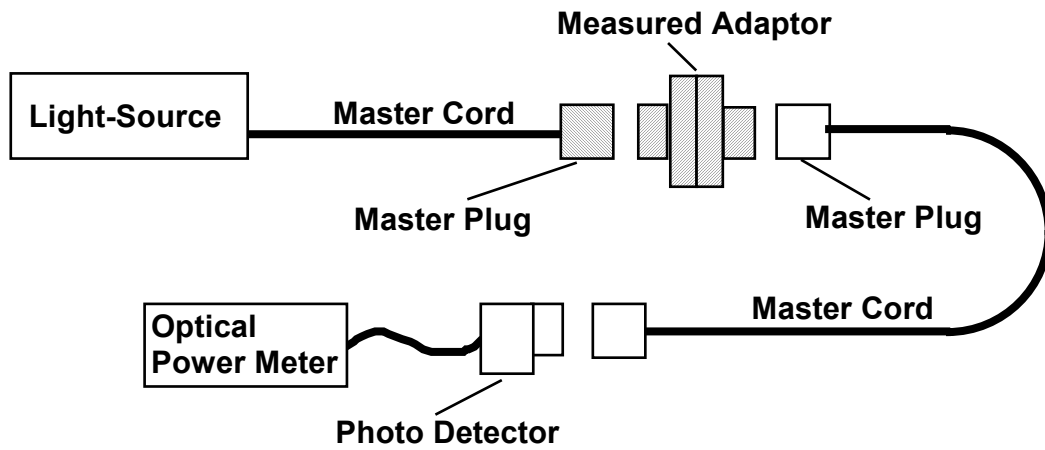 Measured Adaptor
Light-Source
Master Cord
Master Plug
Master Plug
Master Cord
Optical
Power Meter
Photo Detector